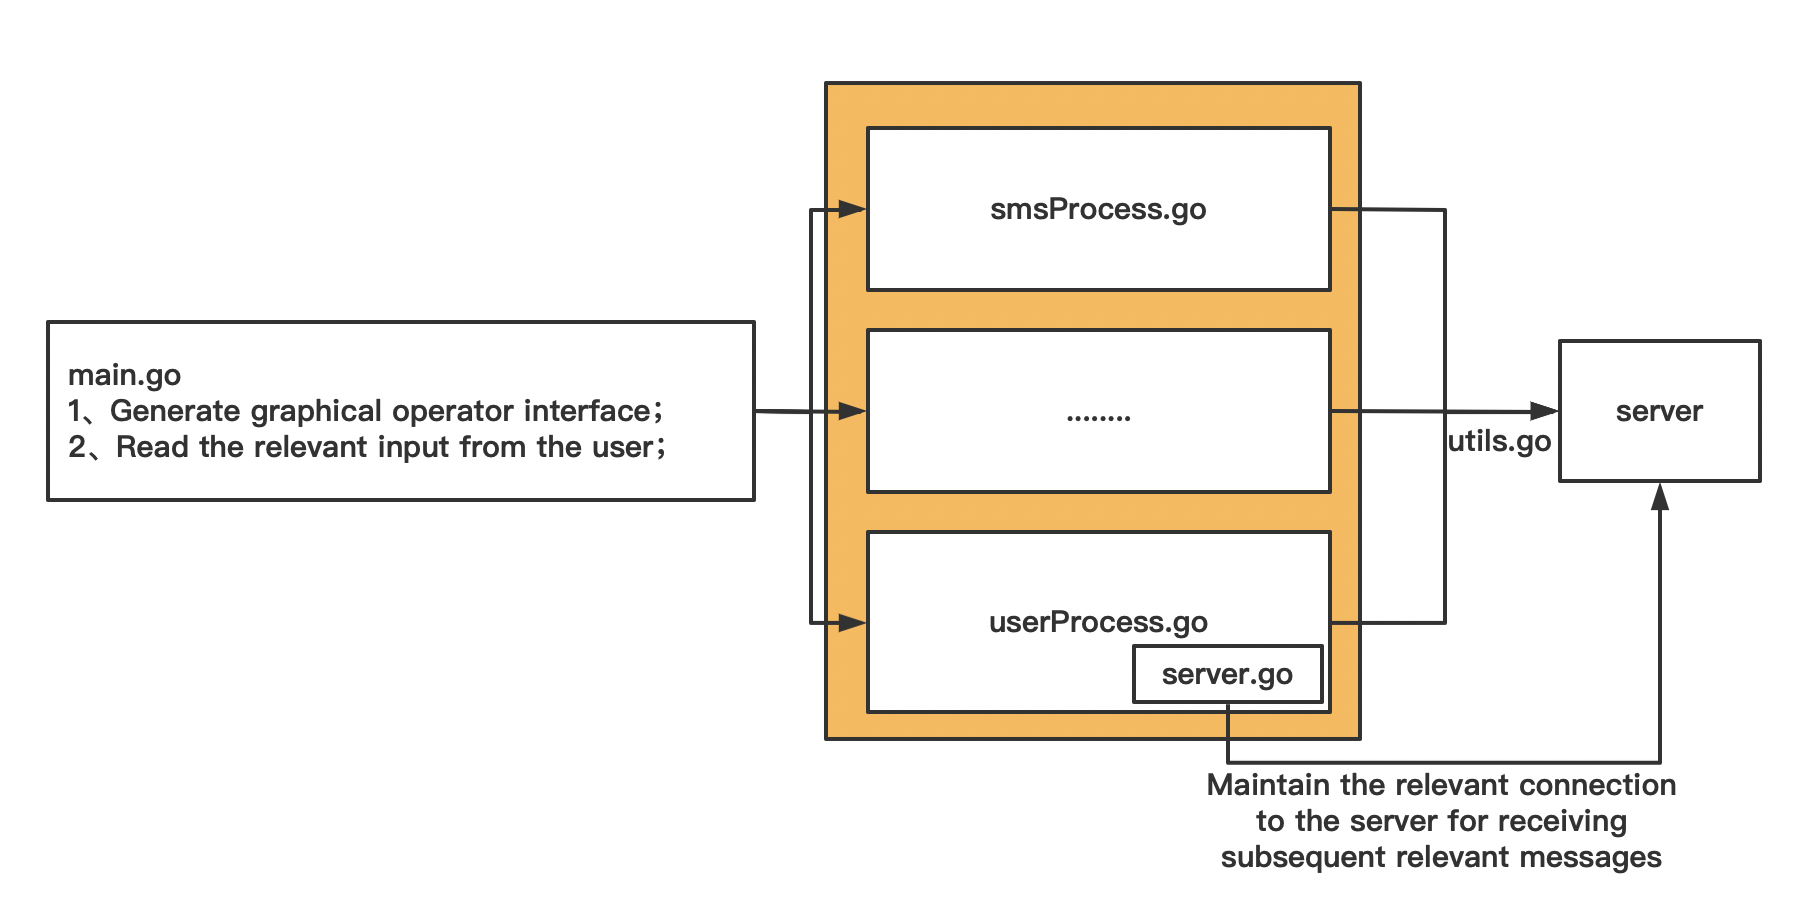 main.go
1、Generate graphical operator interface；
2、Read the relevant input from the user；
smsProcess.go
........
userProcess.go
server.go
utils.go
server
Maintain the relevant connection
to the server for receiving
subsequent relevant messages